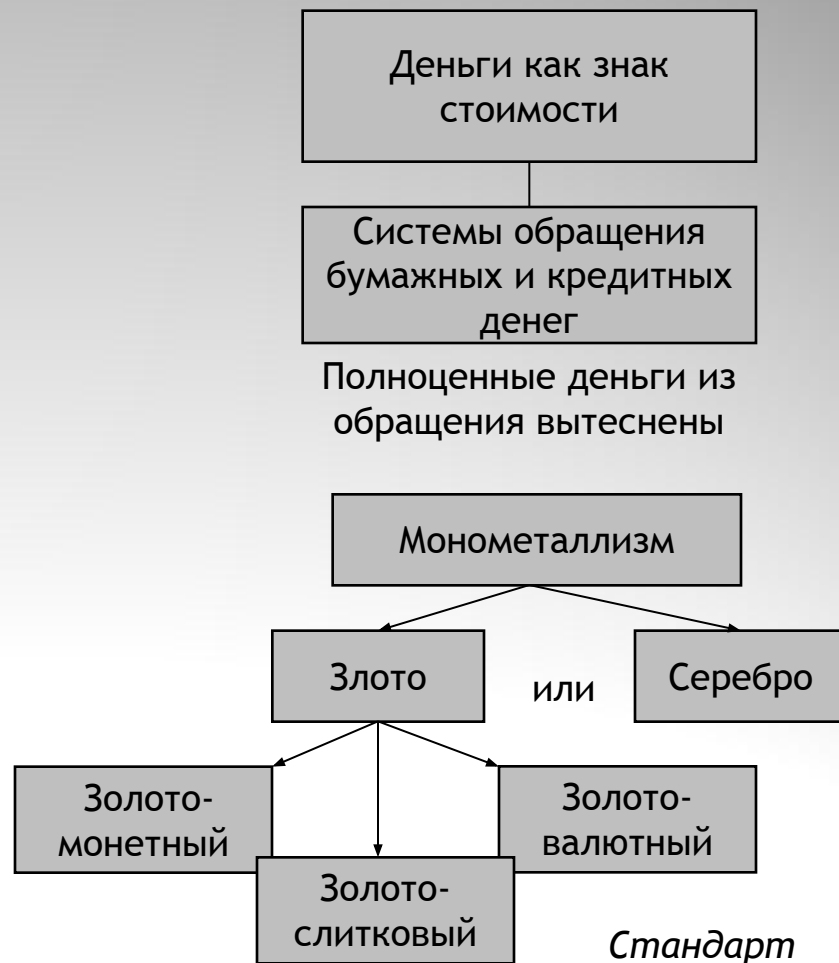 Деньги как знак
стоимости
Системы обращения
бумажных и кредитных
денег
Полноценные деньги из
обращения вытеснены
Монометаллизм
Злото
или
Серебро
Золото-
монетный
Золото-
валютный
Золото-
слитковый
Стандарт